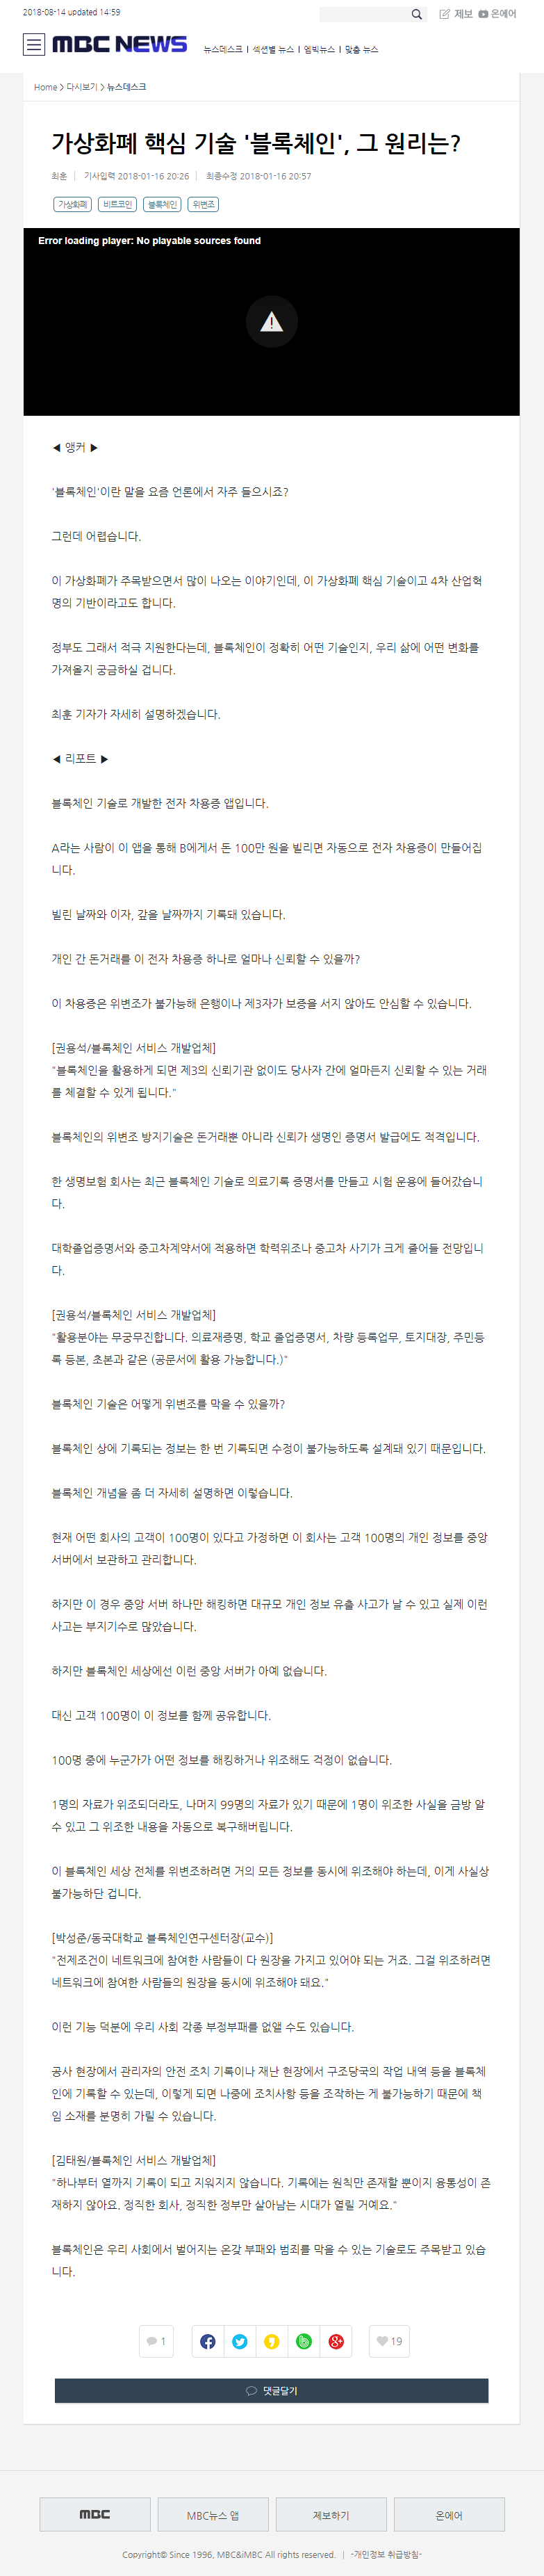 2018-08-14 updated 14:59
제보 온에어
MBC NEWS
뉴스데스크 | 섹션별 뉴스 | 엠빅뉴스 | 맞춤 뉴스
Home > 다시보기 > 뉴스데스크
가상화폐 핵심 기술 '블록체인', 그 원리는?
최훈 | 기사입력 2018-01-16 20:26 | 최종수정 2018-01-16 20:57
가상화폐 비트코인 블록체인 위변조
Error loading player: No playable sources found
◀ 앵커 ▶
'블록체인'이란 말을 요즘 언론에서 자주 들으시죠?
그런데 어렵습니다.
이 가상화폐가 주목받으면서 많이 나오는 이야기인데, 이 가상화폐 핵심 기술이고 4차 산업혁
명의 기반이라고도 합니다.
정부도 그래서 적극 지원한다는데, 블록체인이 정확히 어떤 기술인지, 우리 삶에 어떤 변화를
가져올지 궁금하실 겁니다.
최훈 기자가 자세히 설명하겠습니다.
◀ 리포트 ▶
블록체인 기술로 개발한 전자 차용증 앱입니다.
A라는 사람이 이 앱을 통해 B에게서 돈 100만 원을 빌리면 자동으로 전자 차용증이 만들어집
니다.
빌린 날짜와 이자, 갚을 날짜까지 기록돼 있습니다.
개인 간 돈거래를 이 전자 차용증 하나로 얼마나 신뢰할 수 있을까?
이 차용증은 위변조가 불가능해 은행이나 제3자가 보증을 서지 않아도 안심할 수 있습니다.
[권용석/블록체인 서비스 개발업체]
"블록체인을 활용하게 되면 제3의 신뢰기관 없이도 당사자 간에 얼마든지 신뢰할 수 있는 거래
를 체결할 수 있게 됩니다."
블록체인의 위변조 방지기술은 돈거래뿐 아니라 신뢰가 생명인 증명서 발급에도 적격입니다.
한 생명보험 회사는 최근 블록체인 기술로 의료기록 증명서를 만들고 시험 운용에 들어갔습니
다.
대학졸업증명서와 중고차계약서에 적용하면 학력위조나 중고차 사기가 크게 줄어들 전망입니
다.
[권용석/블록체인 서비스 개발업체]
"활용분야는 무궁무진합니다. 의료재증명, 학교 졸업증명서, 차량 등록업무, 토지대장, 주민등
록 등본, 초본과 같은 (공문서에 활용 가능합니다.)"
블록체인 기술은 어떻게 위변조를 막을 수 있을까?
블록체인 상에 기록되는 정보는 한 번 기록되면 수정이 불가능하도록 설계돼 있기 때문입니다.
블록체인 개념을 좀 더 자세히 설명하면 이렇습니다.
현재 어떤 회사의 고객이 100명이 있다고 가정하면 이 회사는 고객 100명의 개인 정보를 중앙
서버에서 보관하고 관리합니다.
하지만 이 경우 중앙 서버 하나만 해킹하면 대규모 개인 정보 유출 사고가 날 수 있고 실제 이런
사고는 부지기수로 많았습니다.
하지만 블록체인 세상에선 이런 중앙 서버가 아예 없습니다.
대신 고객 100명이 이 정보를 함께 공유합니다.
100명 중에 누군가가 어떤 정보를 해킹하거나 위조해도 걱정이 없습니다.
1명의 자료가 위조되더라도, 나머지 99명의 자료가 있기 때문에 1명이 위조한 사실을 금방 알
수 있고 그 위조한 내용을 자동으로 복구해버립니다.
이 블록체인 세상 전체를 위변조하려면 거의 모든 정보를 동시에 위조해야 하는데, 이게 사실상
불가능하단 겁니다.
[박성준/동국대학교 블록체인연구센터장(교수)]
"전제조건이 네트워크에 참여한 사람들이 다 원장을 가지고 있어야 되는 거죠. 그걸 위조하려면
네트워크에 참여한 사람들의 원장을 동시에 위조해야 돼요."
이런 기능 덕분에 우리 사회 각종 부정부패를 없앨 수도 있습니다.
공사 현장에서 관리자의 안전 조치 기록이나 재난 현장에서 구조당국의 작업 내역 등을 블록체
인에 기록할 수 있는데, 이렇게 되면 나중에 조치사항 등을 조작하는 게 불가능하기 때문에 책
임 소재를 분명히 가릴 수 있습니다.
[김태원/블록체인 서비스 개발업체]
"하나부터 열까지 기록이 되고 지워지지 않습니다. 기록에는 원칙만 존재할 뿐이지 융통성이 존
재하지 않아요. 정직한 회사, 정직한 정부만 살아남는 시대가 열릴 거예요."
블록체인은 우리 사회에서 벌어지는 온갖 부패와 범죄를 막을 수 있는 기술로도 주목받고 있습
니다.
1 19
댓글달기
MBC MBC뉴스 앱 제보하기 온에어
Copyright© Since 1996, MBC&iMBC All rights reserved. | -개인정보 취급방침-